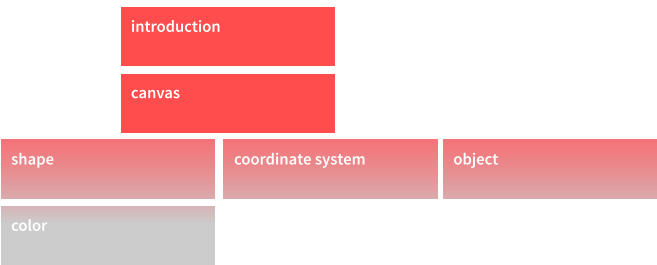 introduction
canvas
shape
coordinate system
object
color